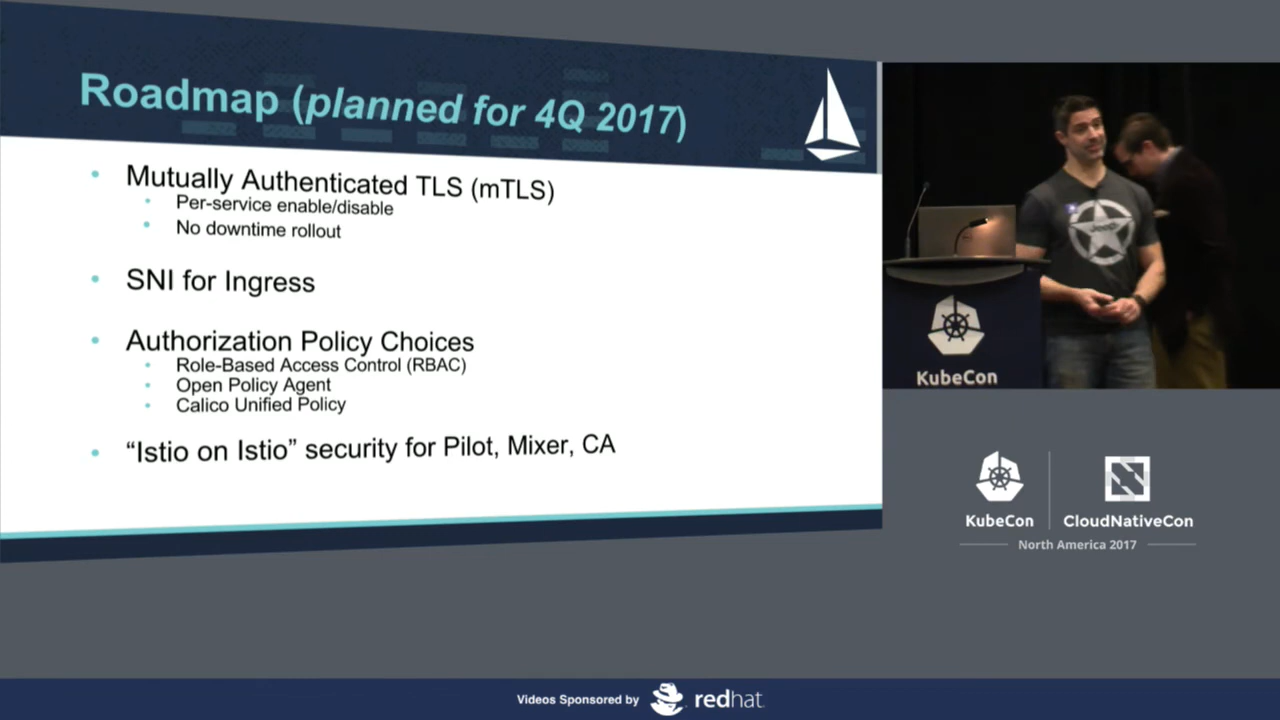 Roadmap (planned for 4Q 2017)
Mutually Authenticated TLS (mTLS)
Per-service enable/disable
No downtime rollout
SNI for Ingress
Authorization Policy Choices
Role-Based Access Control (RBAC)
Open Policy Agent
Calico Unified Policy
“Istio on Istio” security for Pilot, Mixer, CA
Jeep
KubeCon
KubeCon
CloudNativeCon
North America 2017
Videos Sponsored by redhat.